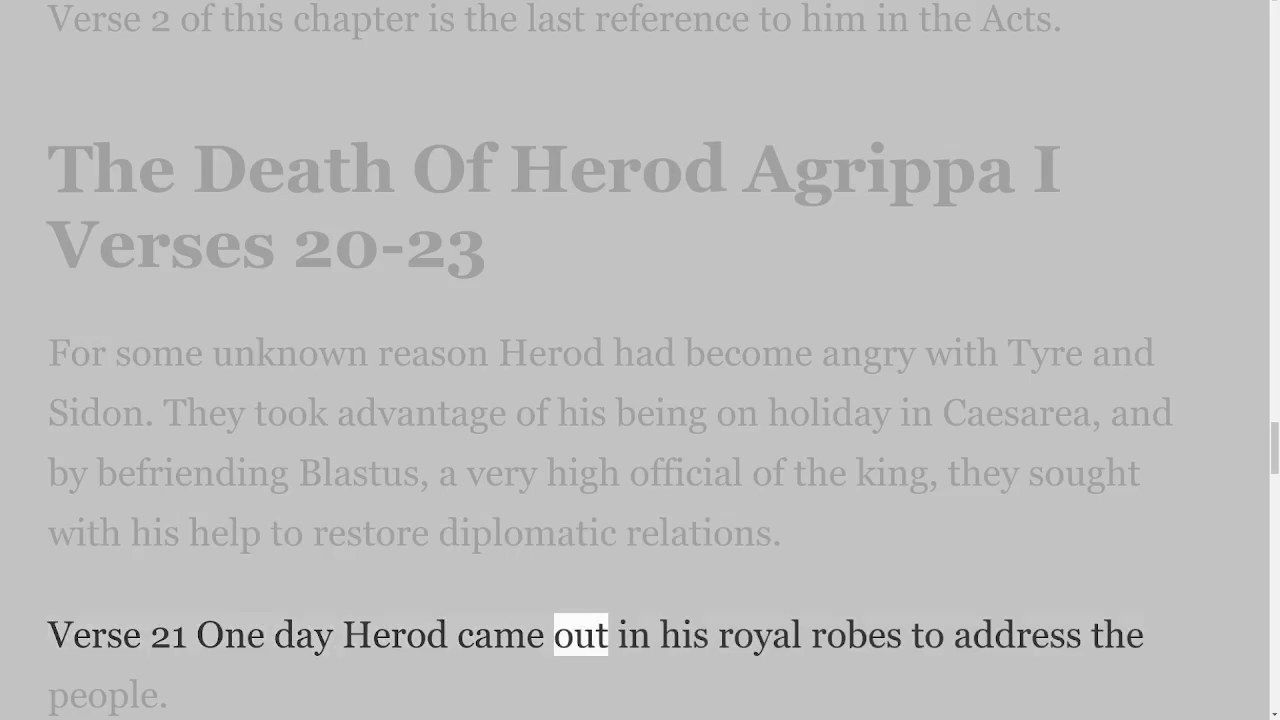 Verse 2 of this chapter is the last reference to him in the Acts.
The Death Of Herod Agrippa I
Verses 20-23
For some unknown reason Herod had become angry with Tyre and
Sidon. They took advantage of his being on holiday in Caesarea, and
by befriending Blastus, a very high official of the king, they sought
with his help to restore diplomatic relations.
Verse 21 One day Herod came out in his royal robes to address the
people.